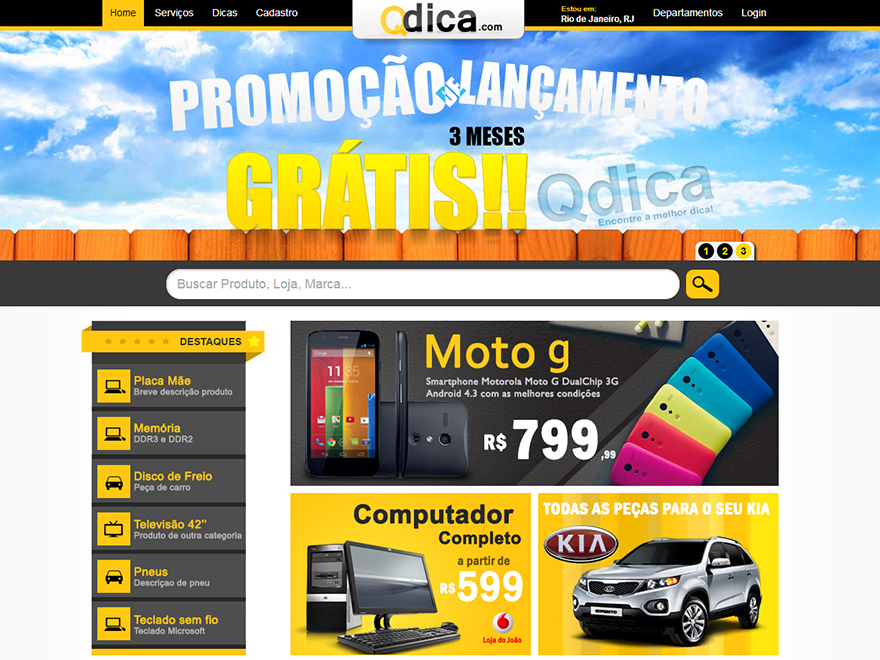 Home
Serviços
Dicas
Cadastro
Qdica.com
Estou em:
Rio de Janeiro, RJ
Departamentos
Login
PROMOÇÃO DE LANÇAMENTO
3 MESES
GRÁTIS!!
Qdica
Encontre a melhor dica!
1 2 3
Buscar Produto, Loja, Marca...
DESTAQUES
Placa Mãe
Breve descrição produto
Memória
DDR3 e DDR2
Disco de Freio
Peça de carro
Televisão 42"
Produto de outra categoria
Pneus
Descriçao de pneu
Teclado sem fio
Teclado Microsoft
Moto g
Smartphone Motorola Moto G DualChip 3G
Android 4.3 com as melhores condições
R$ 799,99
11:35
Computador
Completo
a partir de
R$ 599
Loja do João
TODAS AS PEÇAS PARA O SEU KIA
KIA
SORENTO